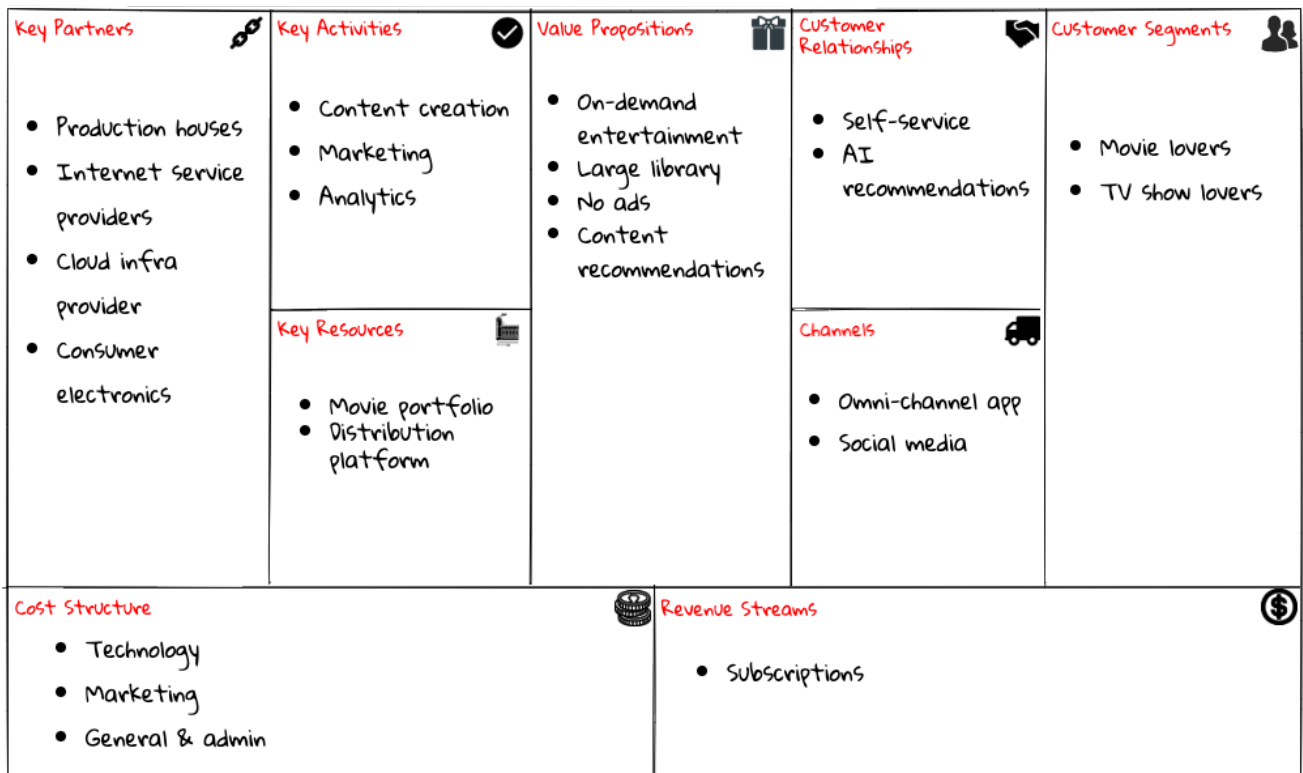 Key Partners
• Production houses
• Internet service
providers
• Cloud infra
provider
• Consumer
electronics
Key Activities
• Content creation
• Marketing
• Analytics
Key Resources
• Movie portfolio
• Distribution
platform
Value Propositions
• On-demand
entertainment
• Large library
• No ads
• Content
recommendations
Customer
Relationships
• Self-service
• AI
recommendations
Channels
• Omni-channel app
• Social media
Customer Segments
• Movie lovers
• TV show lovers
Cost Structure
• Technology
• Marketing
• General & admin
Revenue Streams
• Subscriptions